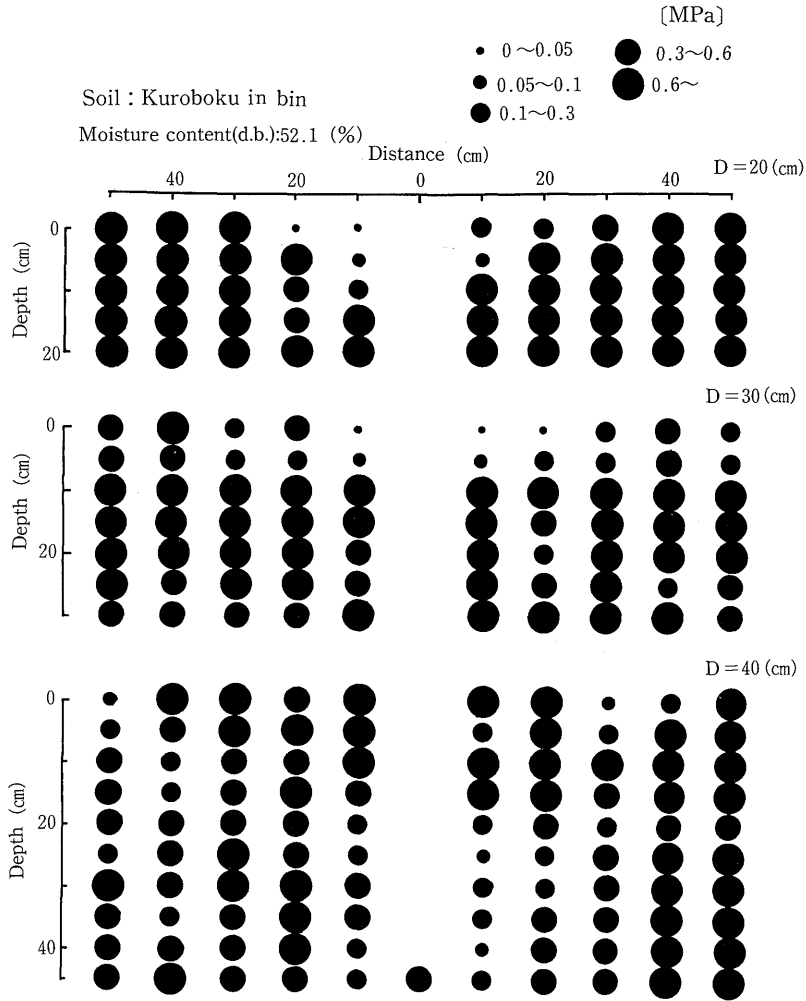 [MPa]
0～0.05
0.3～0.6
0.05～0.1
0.6～
0.1～0.3
Soil : Kuroboku in bin
Moisture content(d.b.):52.1 (%)
Distance (cm)
D=20(cm)
40 20 0 20 40
Depth (cm)
0
20
D=30(cm)
Depth (cm)
0
20
D=40(cm)
Depth (cm)
0
20
40